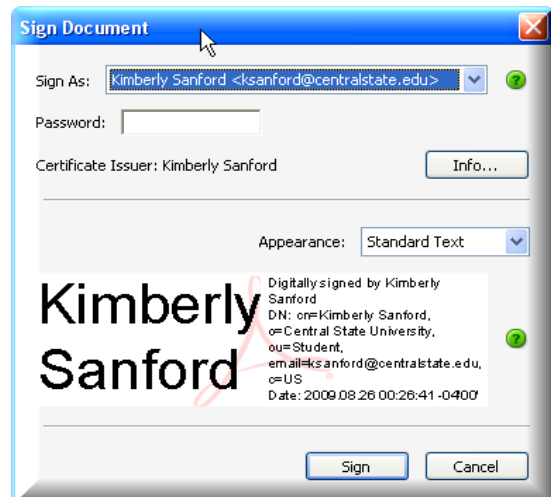 Sign Document
Sign As: Kimberly Sanford <ksanford@centralstate.edu>
Password:
Certificate Issuer: Kimberly Sanford
Info...
Appearance: Standard Text
Kimberly
Sanford
Digitally signed by Kimberly
Sanford
DN: cn=Kimberly Sanford,
o=Central State University,
ou=Student,
email=ksanford@centralstate.edu,
c=US
Date: 2009.08.26 00:26:41 -04'00'
Sign
Cancel